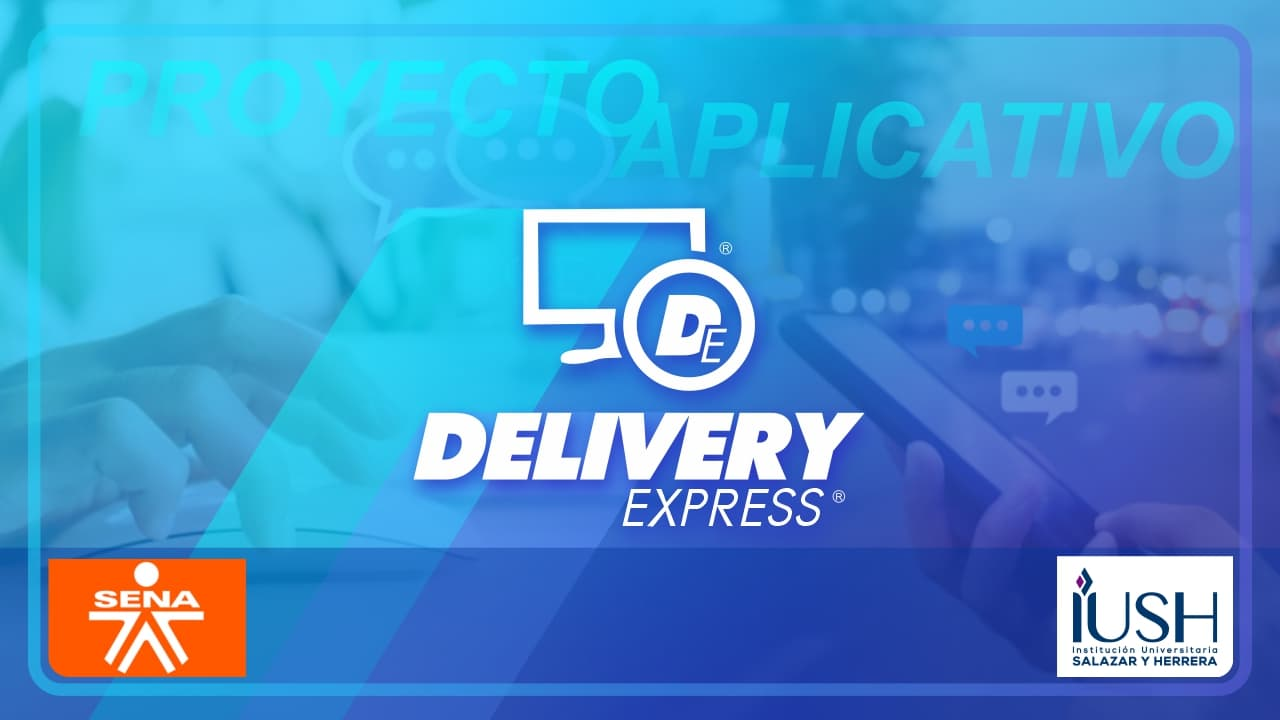 PROYECTO
APLICATIVO
®
DE
DELIVERY
EXPRESS ®
SENA
IUSH
Institución Universitaria
SALAZAR Y HERRERA